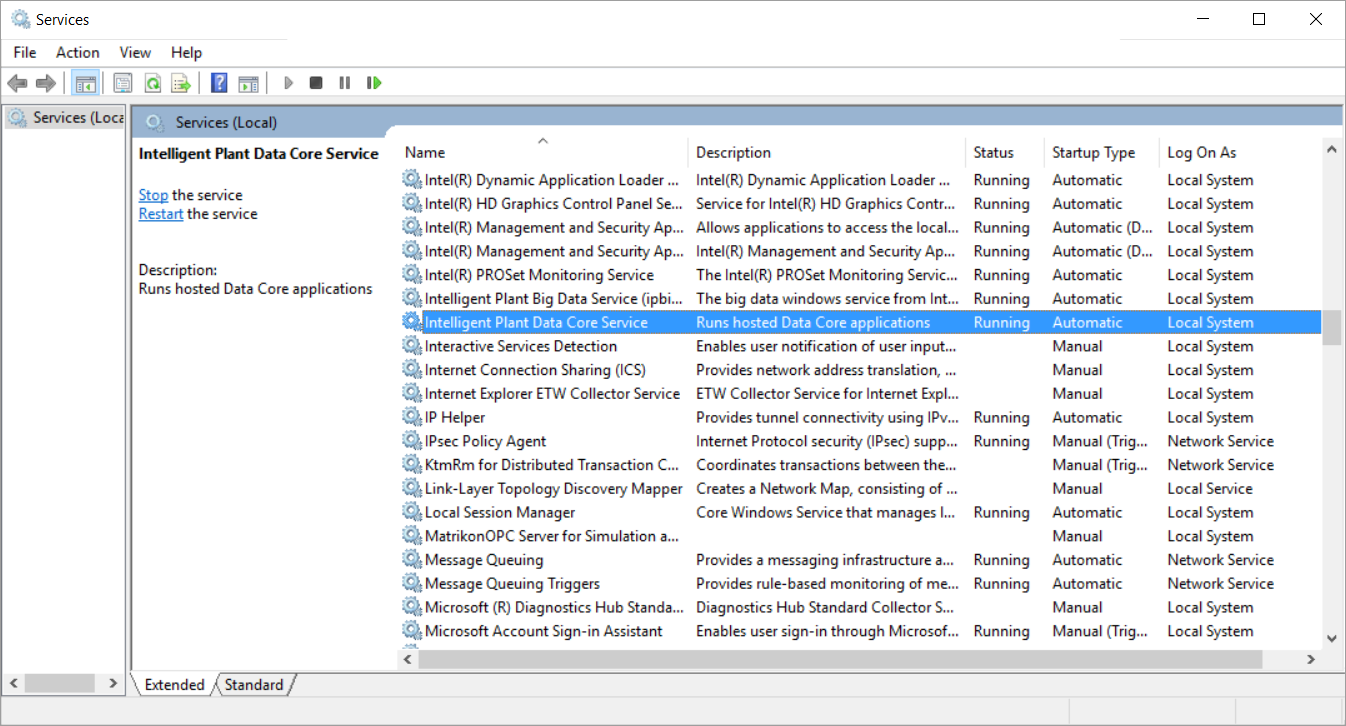 Services
File Action View Help
Services (Loca
Services (Local)
Intelligent Plant Data Core Service
Stop the service
Restart the service
Description:
Runs hosted Data Core applications
Name Description Status Startup Type Log On As
Intel(R) Dynamic Application Loader ... Intel(R) Dynamic Application Loader ... Running Automatic Local System
Intel(R) HD Graphics Control Panel Se... Service for Intel(R) HD Graphics Contr... Running Automatic Local System
Intel(R) Management and Security Ap... Allows applications to access the local... Running Automatic (D... Local System
Intel(R) Management and Security Ap... Intel(R) Management and Security Ap... Running Automatic (D... Local System
Intel(R) PROSet Monitoring Service The Intel(R) PROSet Monitoring Servic... Running Automatic Local System
Intelligent Plant Big Data Service (ipbi... The big data windows service from Int... Running Automatic Local System
Intelligent Plant Data Core Service Runs hosted Data Core applications Running Automatic Local System
Interactive Services Detection Enables user notification of user input... Manual Local System
Internet Connection Sharing (ICS) Provides network address translation, ... Manual Local System
Internet Explorer ETW Collector Service ETW Collector Service for Internet Expl... Manual Local System
IP Helper Provides tunnel connectivity using IPv... Running Automatic Local System
IPsec Policy Agent Internet Protocol security (IPsec) supp... Running Manual (Trig... Network Service
KtmRm for Distributed Transaction C... Coordinates transactions between the... Manual (Trig... Network Service
Link-Layer Topology Discovery Mapper Creates a Network Map, consisting of ... Manual Local Service
Local Session Manager Core Windows Service that manages l... Running Automatic Local System
MatrikonOPC Server for Simulation a... Manual Local System
Message Queuing Provides a messaging infrastructure a... Running Automatic Network Service
Message Queuing Triggers Provides rule-based monitoring of me... Running Automatic Network Service
Microsoft (R) Diagnostics Hub Standa... Diagnostics Hub Standard Collector S... Manual Local System
Microsoft Account Sign-in Assistant Enables user sign-in through Microsof... Running Manual (Trig... Local System
Extended Standard